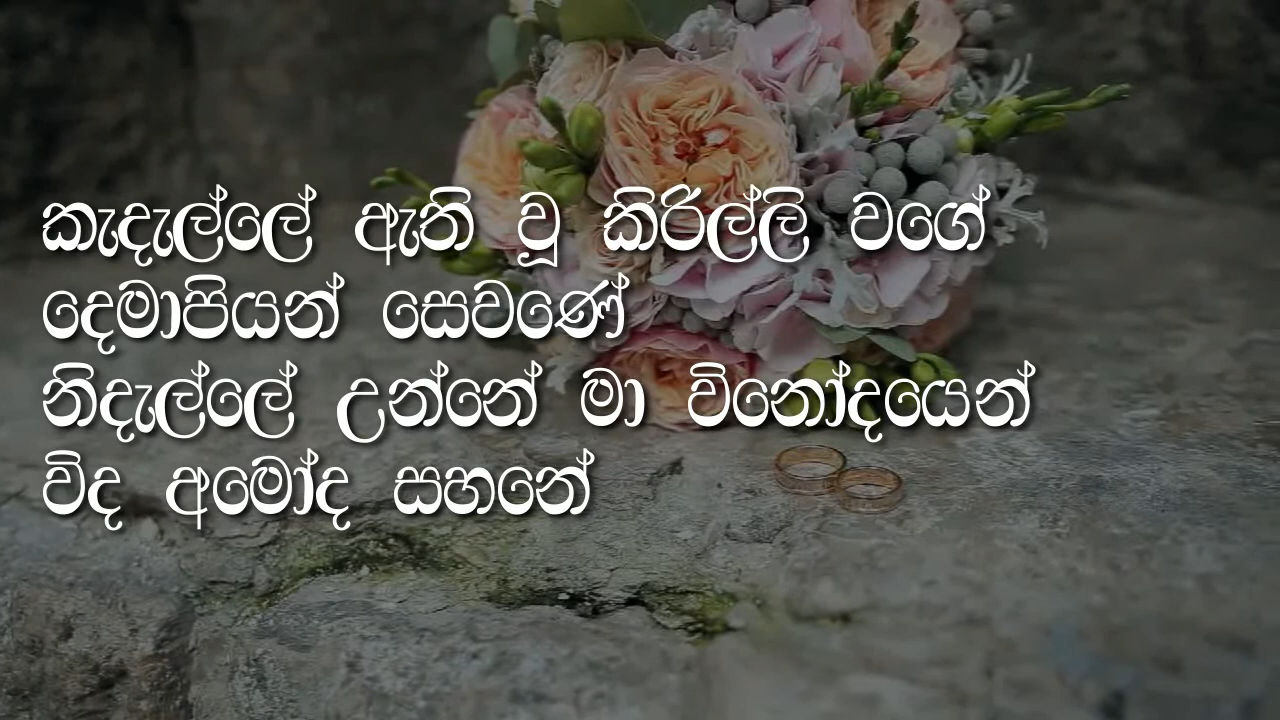 කැදැල්ලේ ඇති වූ කිරිල්ලි වගේ
දෙමාපියන් සෙවණේ
නිදැල්ලේ උන්නේ මා විනෝදයෙන්
විද අමෝද සහනේ